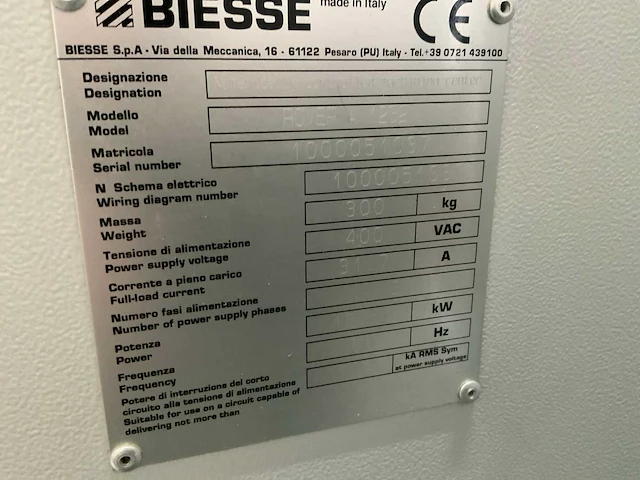 BIESSE made in Italy CE
BIESSE S.p.A - Via della Meccanica, 16 - 61122 Pesaro (PU) Italy - Tel.+39 0721 439100
Designazione
Designation center
Modello
Model ROVER
Matricola
Serial number
N Schema elettrico
Wiring diagram number
Massa
Weight 900 kg
Tensione di alimentazione
Power supply voltage 400 VAC
Corrente a pieno carico
Full-load current A
Numero fasi alimentazione
Number of power supply phases
Potenza
Power kW
Frequenza
Frequency Hz
Potere di interruzione del corto
circuito alla tensione di alimentazione
Suitable for use on a circuit capable of
delivering not more than
kA RMS Sym
at power supply voltage